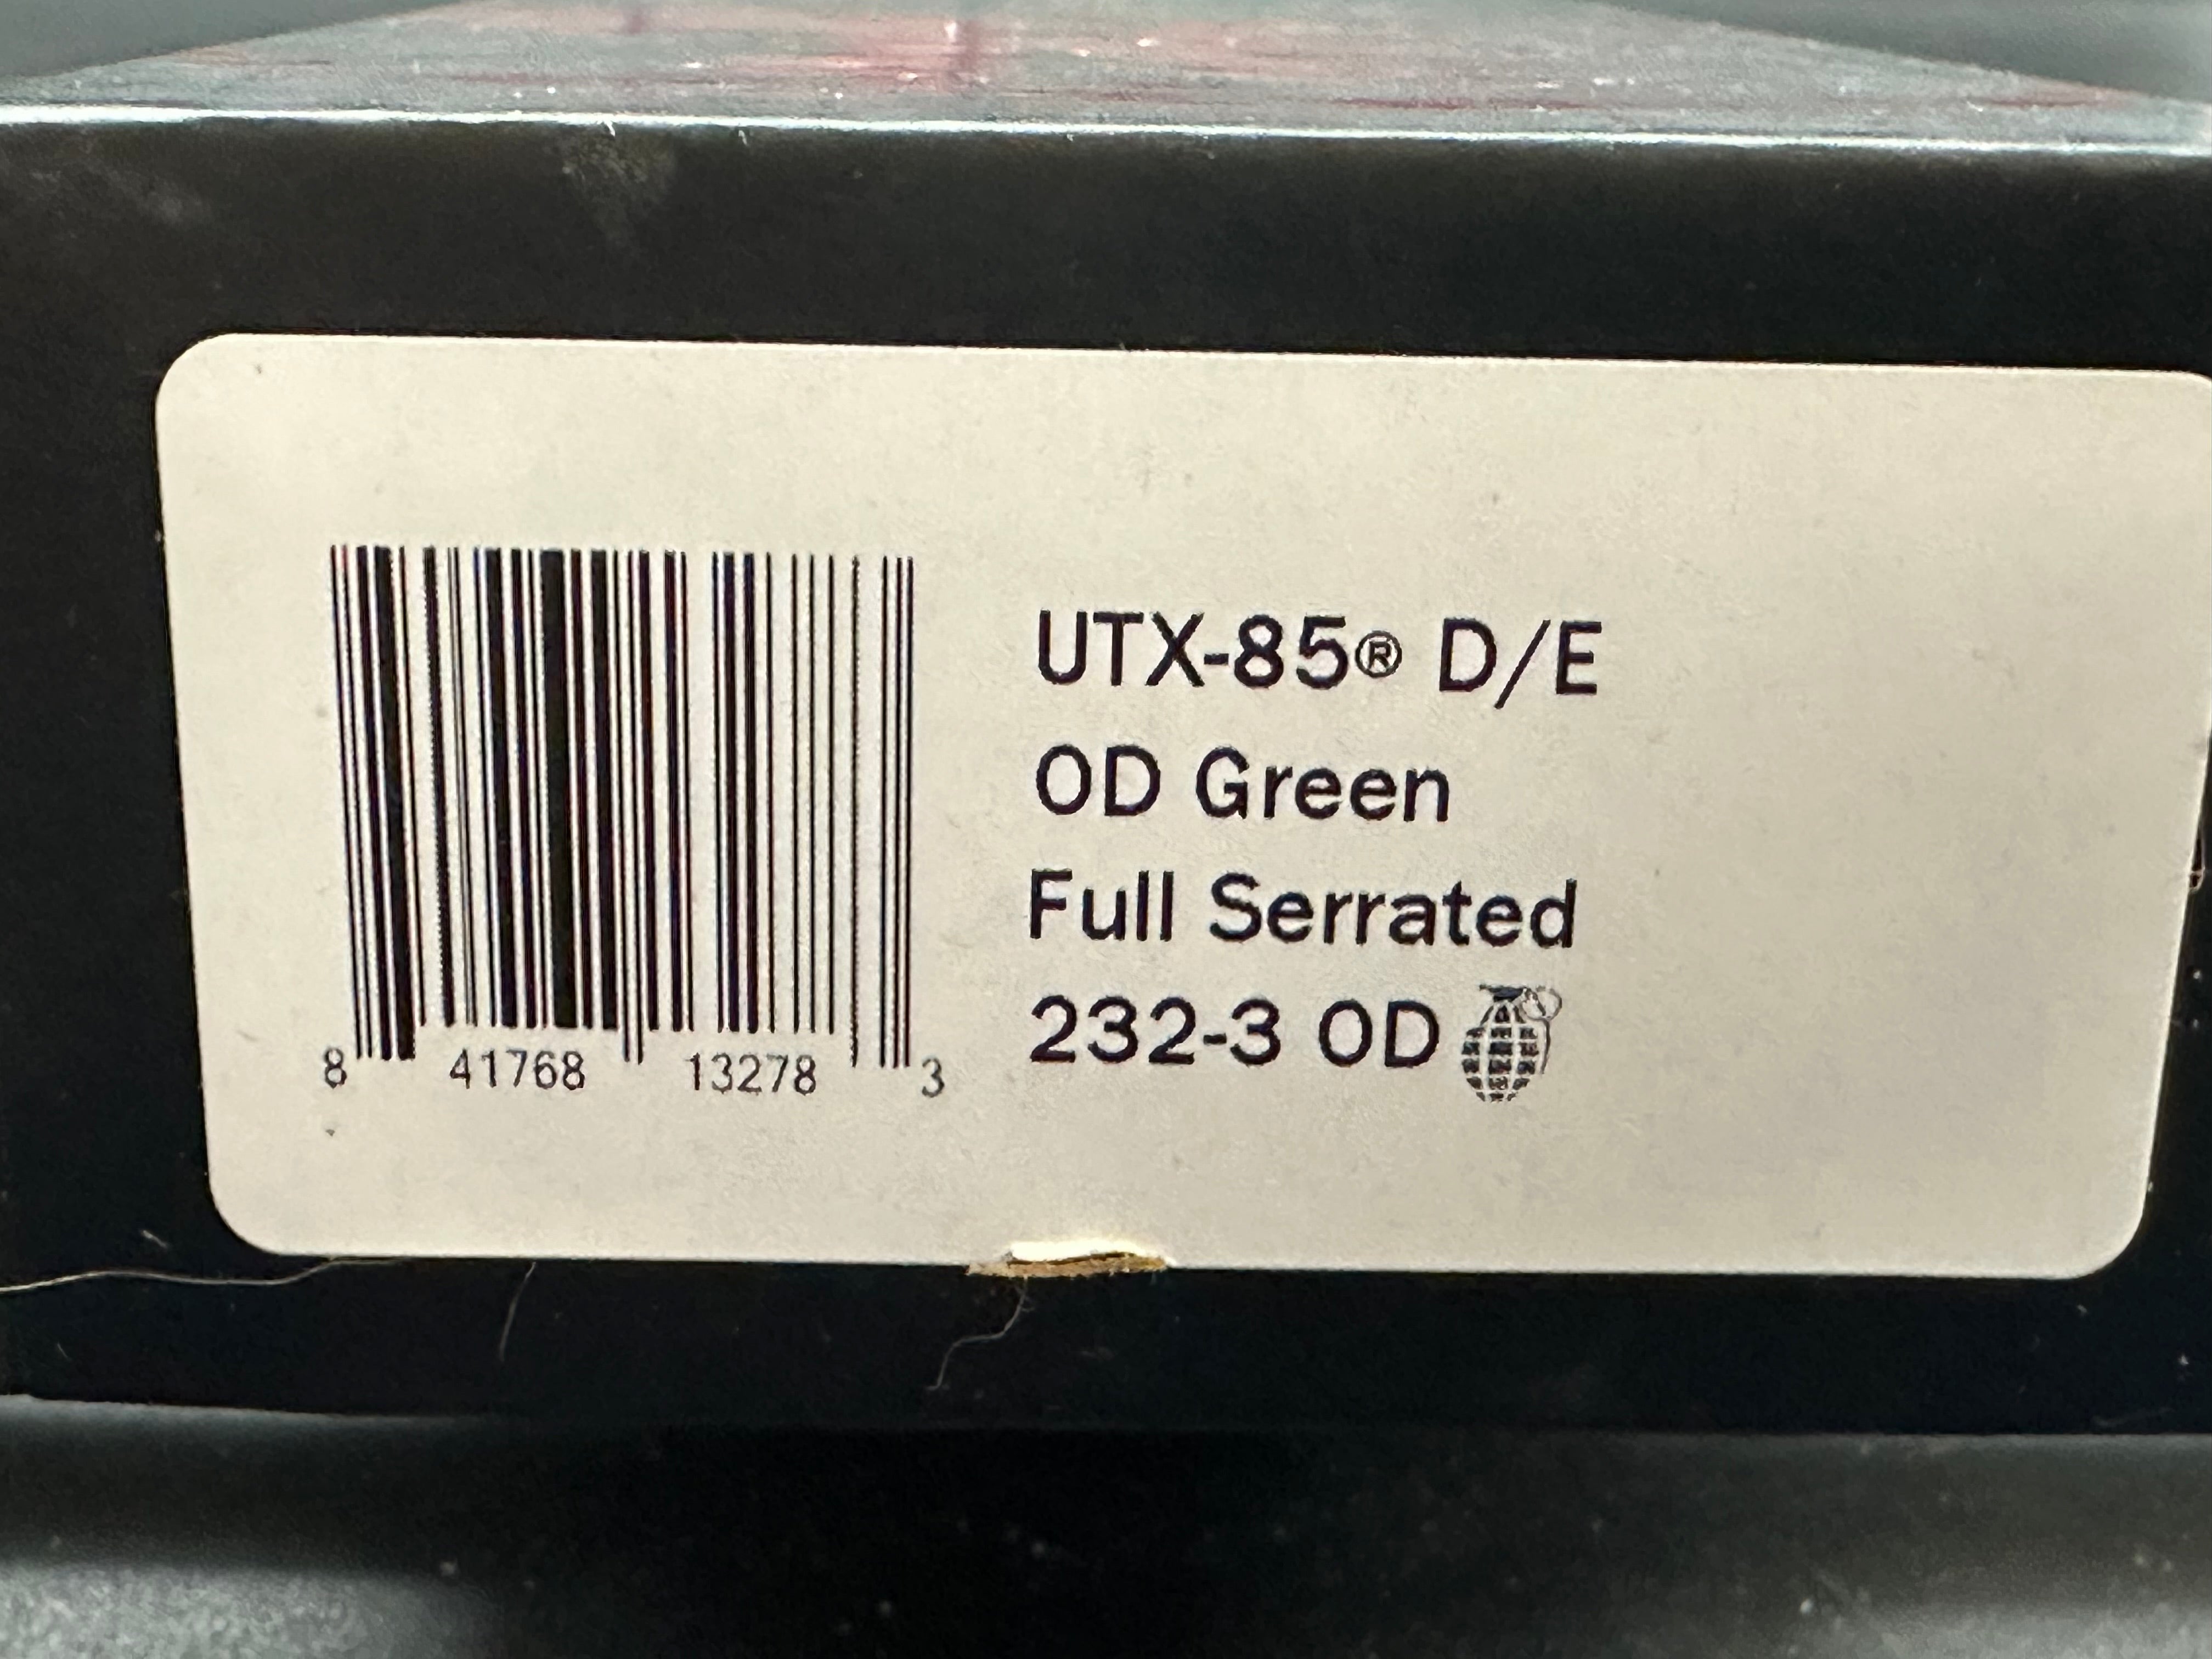 UTX-85® D/E
OD Green
Full Serrated
232-3 OD
8 41768 13278 3